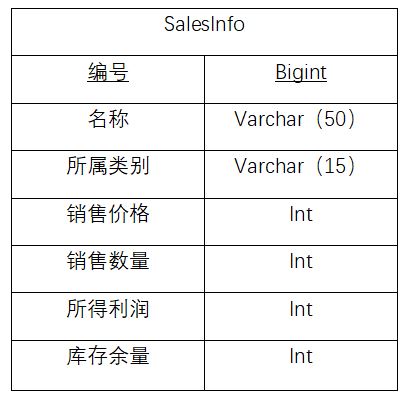 SalesInfo
编号 Bigint
名称 Varchar（50）
所属类别 Varchar（15）
销售价格 Int
销售数量 Int
所得利润 Int
库存余量 Int